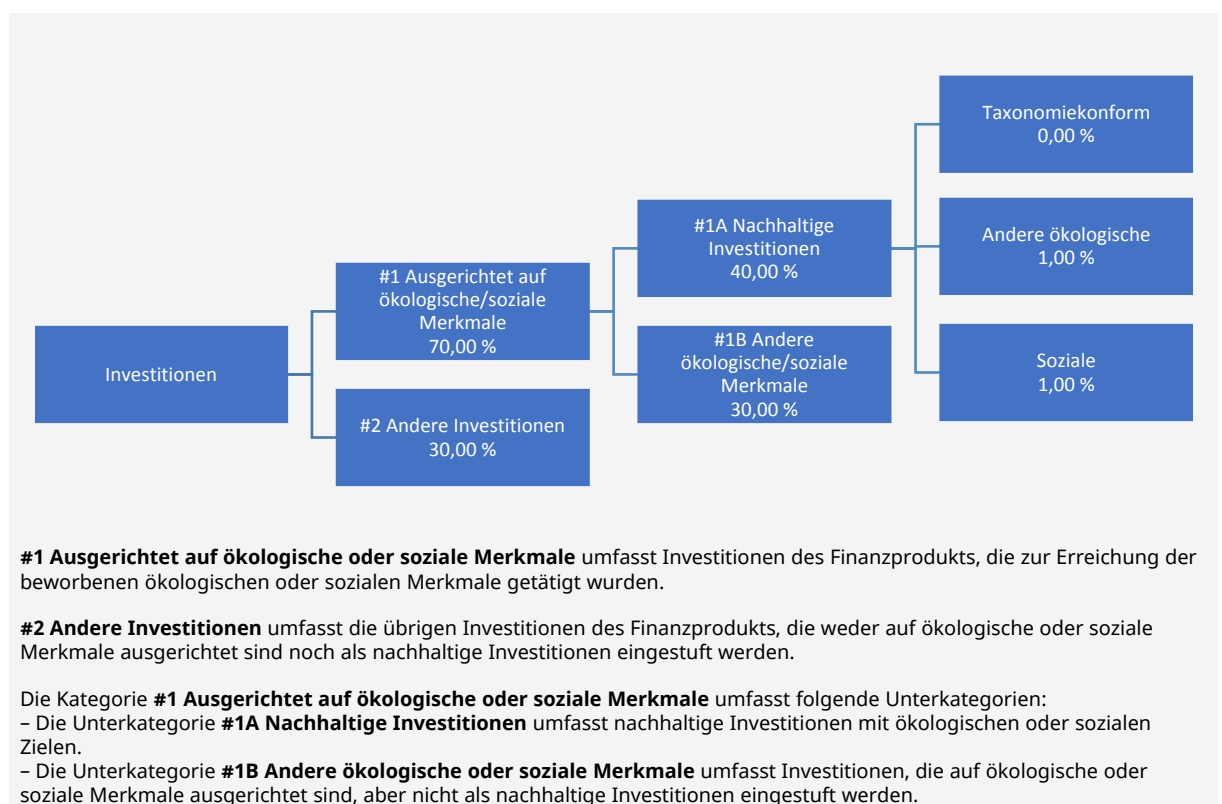 Investitionen
#1 Ausgerichtet auf
ökologische/soziale
Merkmale
70,00 %
#2 Andere Investitionen
30,00 %
#1A Nachhaltige
Investitionen
40,00 %
#1B Andere
ökologische/soziale
Merkmale
30,00 %
Taxonomiekonform
0,00 %
Andere ökologische
1,00 %
Soziale
1,00 %
#1 Ausgerichtet auf ökologische oder soziale Merkmale umfasst Investitionen des Finanzprodukts, die zur Erreichung der
beworbenen ökologischen oder sozialen Merkmale getätigt wurden.
#2 Andere Investitionen umfasst die übrigen Investitionen des Finanzprodukts, die weder auf ökologische oder soziale
Merkmale ausgerichtet sind noch als nachhaltige Investitionen eingestuft werden.
Die Kategorie #1 Ausgerichtet auf ökologische oder soziale Merkmale umfasst folgende Unterkategorien:
– Die Unterkategorie #1A Nachhaltige Investitionen umfasst nachhaltige Investitionen mit ökologischen oder sozialen
Zielen.
– Die Unterkategorie #1B Andere ökologische oder soziale Merkmale umfasst Investitionen, die auf ökologische oder
soziale Merkmale ausgerichtet sind, aber nicht als nachhaltige Investitionen eingestuft werden.